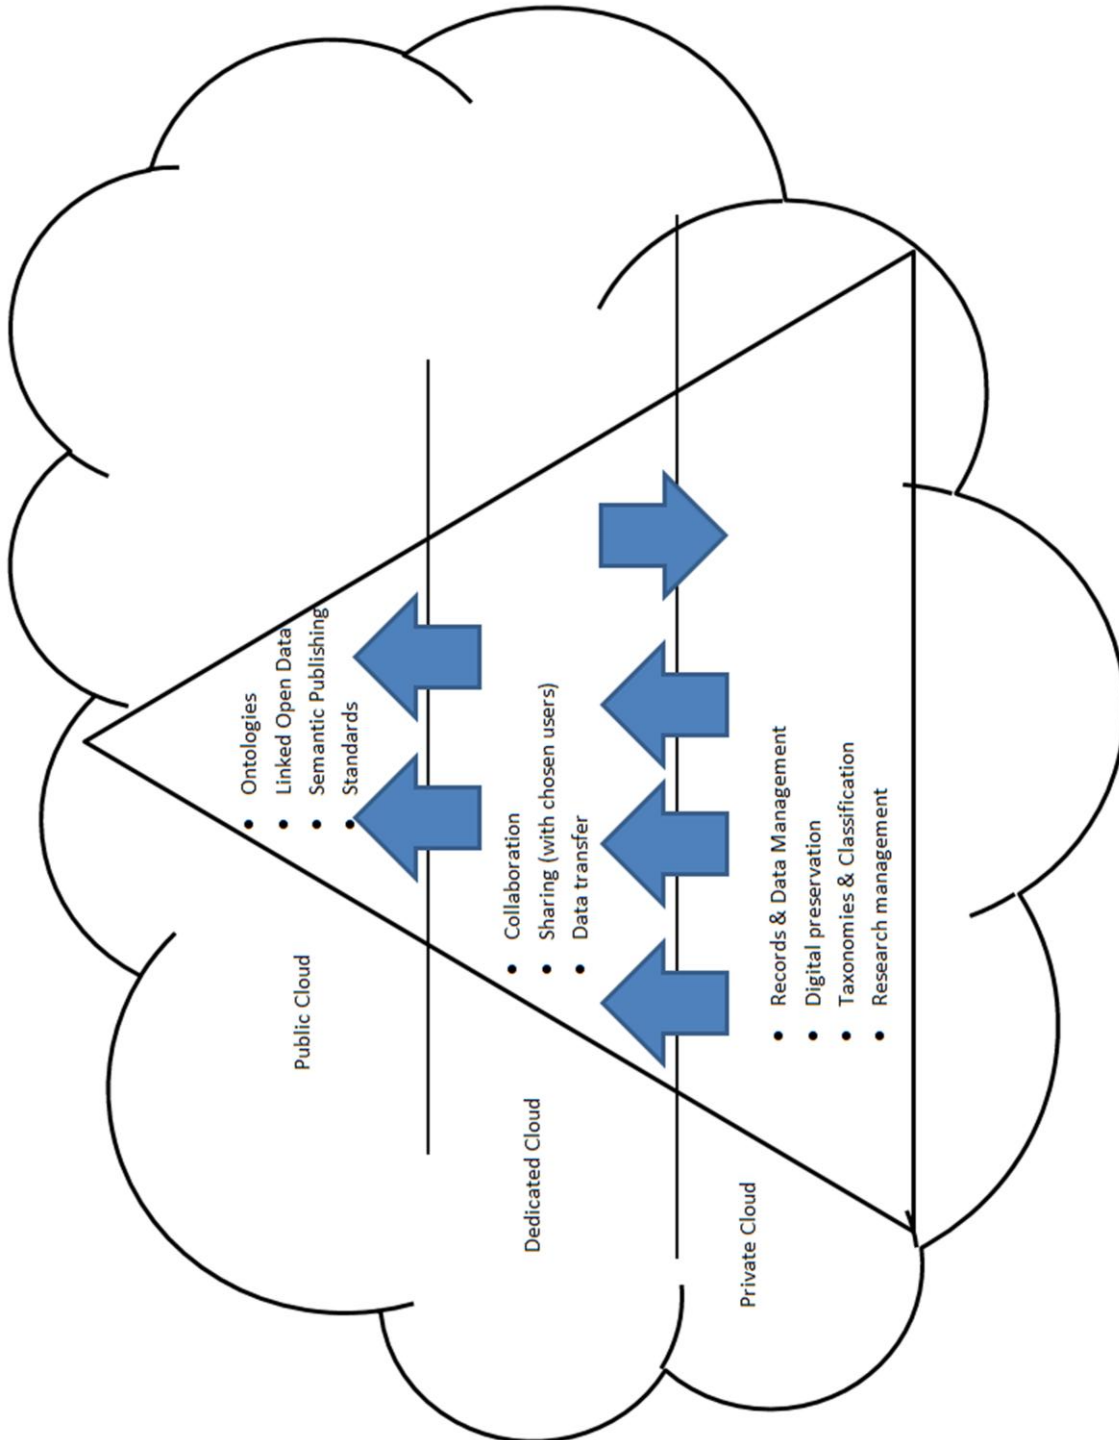 Public Cloud
• Ontologies
• Linked Open Data
• Semantic Publishing
• Standards
Dedicated Cloud
• Collaboration
• Sharing (with chosen users)
• Data transfer
Private Cloud
• Records & Data Management
• Digital preservation
• Taxonomies & Classification
• Research management